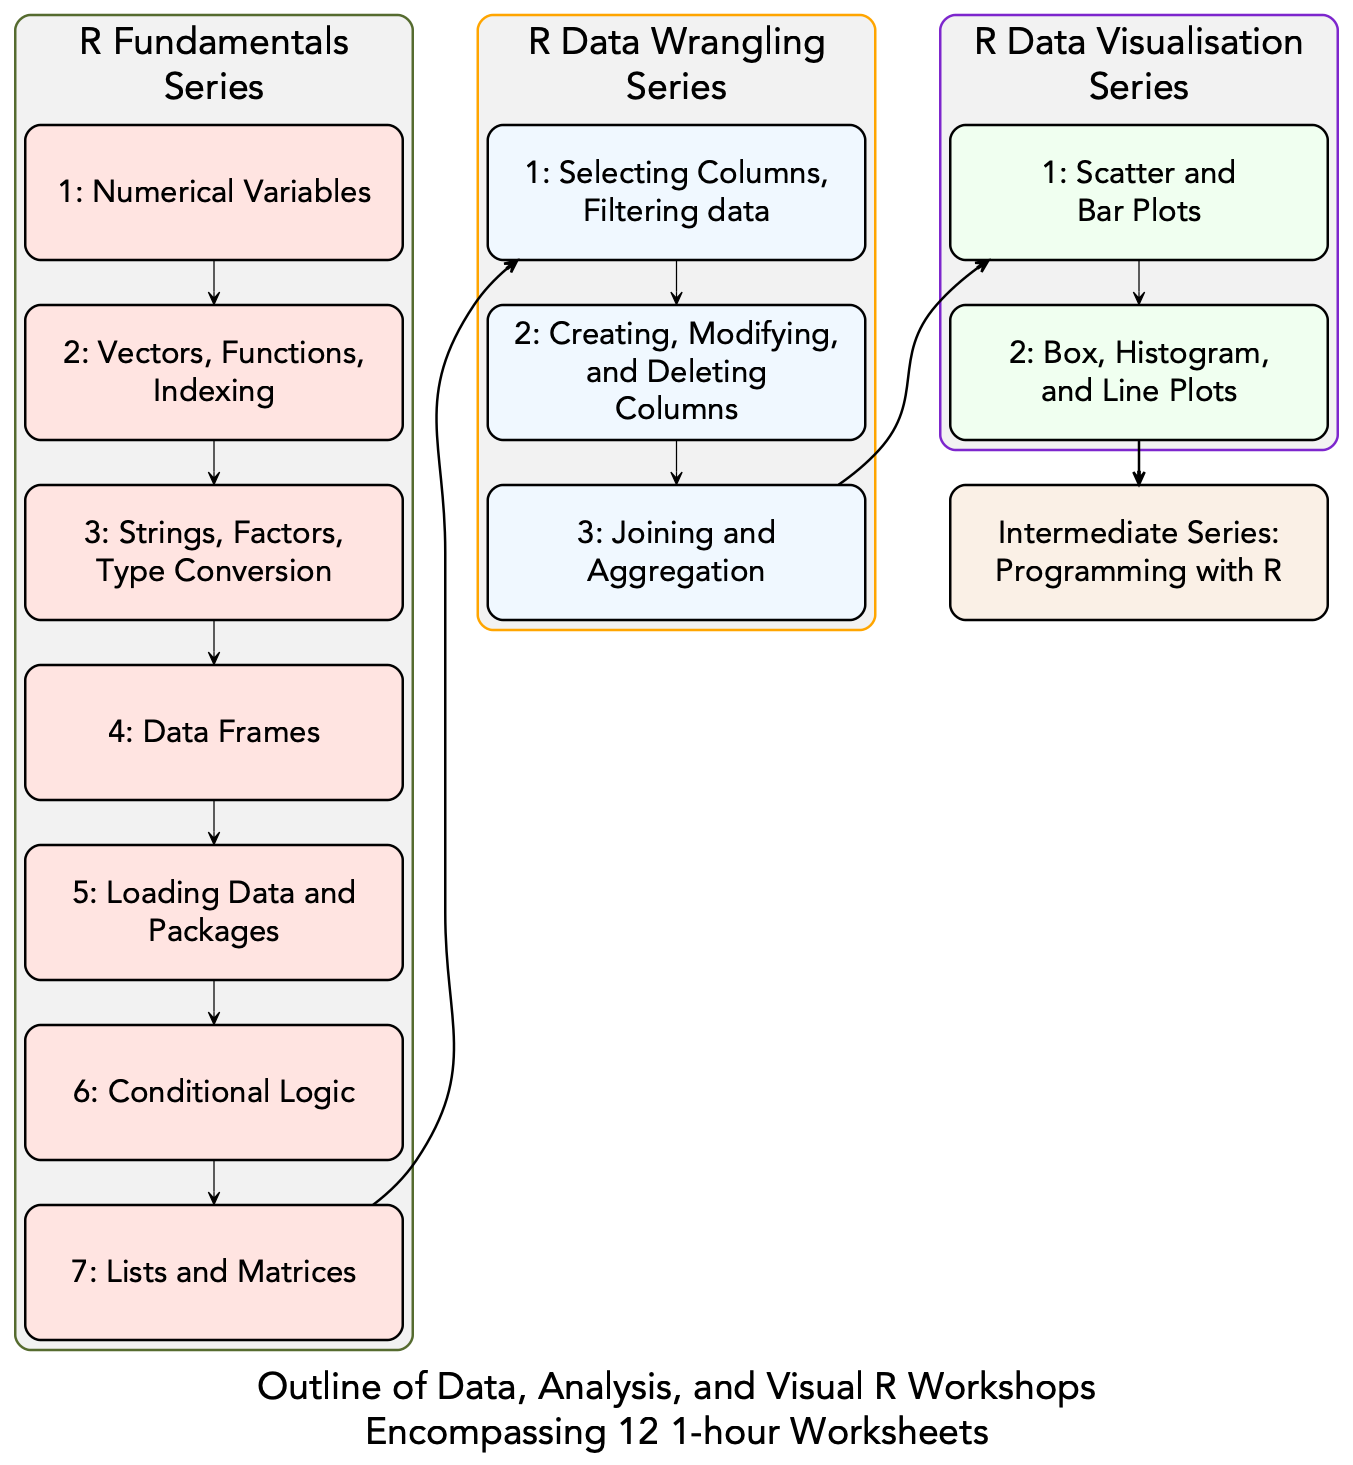 R Fundamentals
Series
1: Numerical Variables
2: Vectors, Functions,
Indexing
3: Strings, Factors,
Type Conversion
4: Data Frames
5: Loading Data and
Packages
6: Conditional Logic
7: Lists and Matrices
R Data Wrangling
Series
1: Selecting Columns,
Filtering data
2: Creating, Modifying,
and Deleting
Columns
3: Joining and
Aggregation
R Data Visualisation
Series
1: Scatter and
Bar Plots
2: Box, Histogram,
and Line Plots
Intermediate Series:
Programming with R
Outline of Data, Analysis, and Visual R Workshops
Encompassing 12 1-hour Worksheets